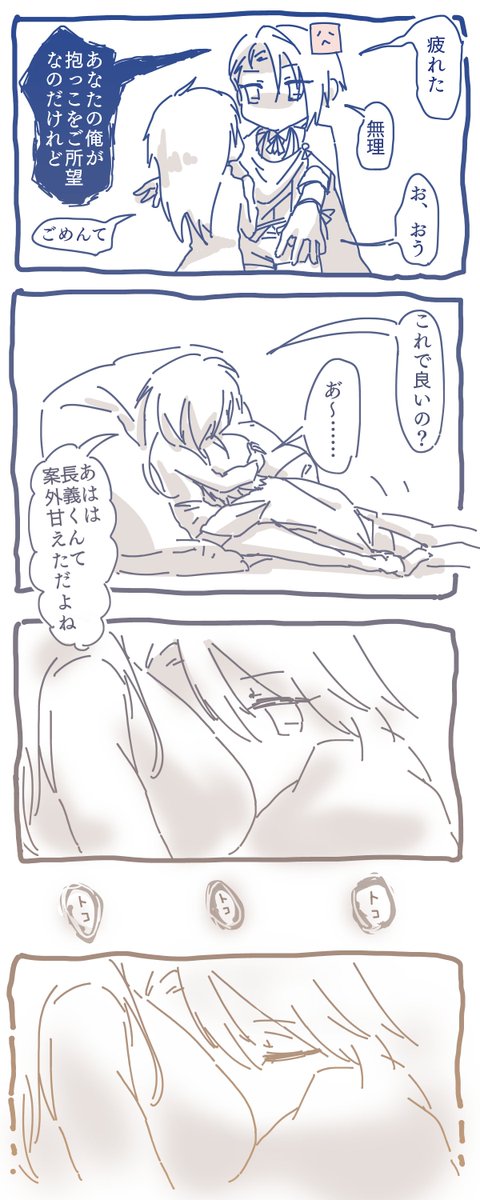 疲れた
無理
お、おう
あなたの俺が
抱っこをご所望
なのだけれど
ごめんて
これで良いの?
あ゛〜……
あはは
長義くんて
案外甘えただよね
トコ
トコ
トコ